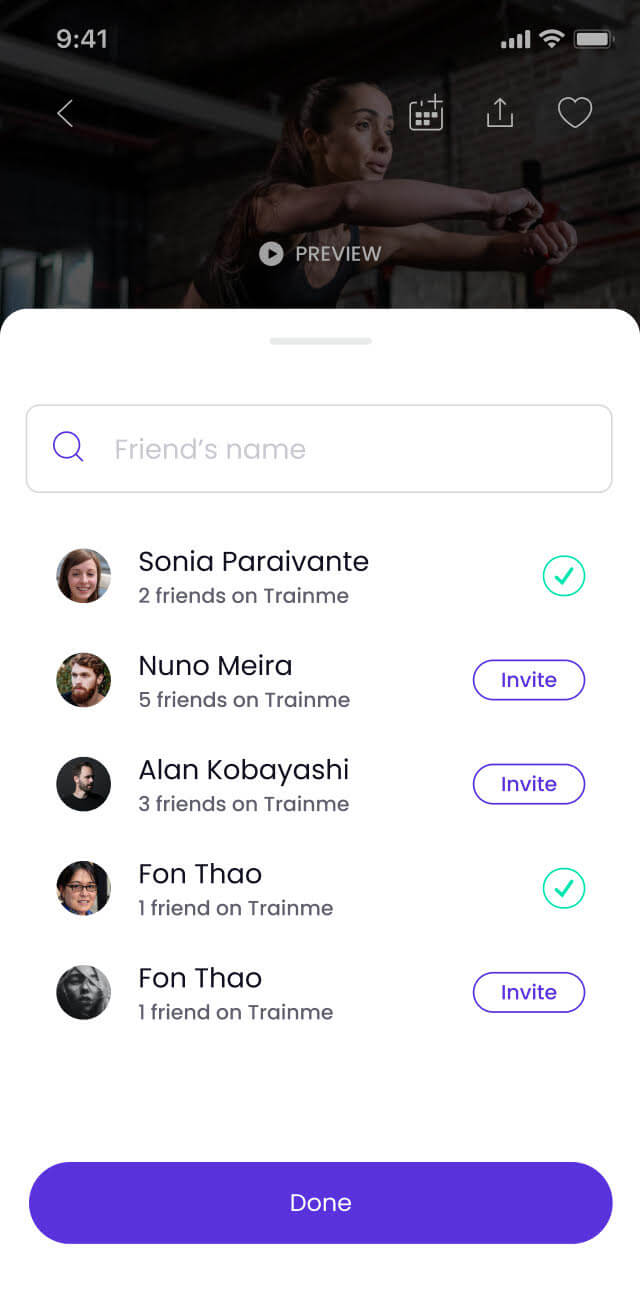 9:41
PREVIEW
Friend’s name
Sonia Paraivante
2 friends on Trainme
Nuno Meira
5 friends on Trainme
Invite
Alan Kobayashi
3 friends on Trainme
Invite
Fon Thao
1 friend on Trainme
Fon Thao
1 friend on Trainme
Invite
Done